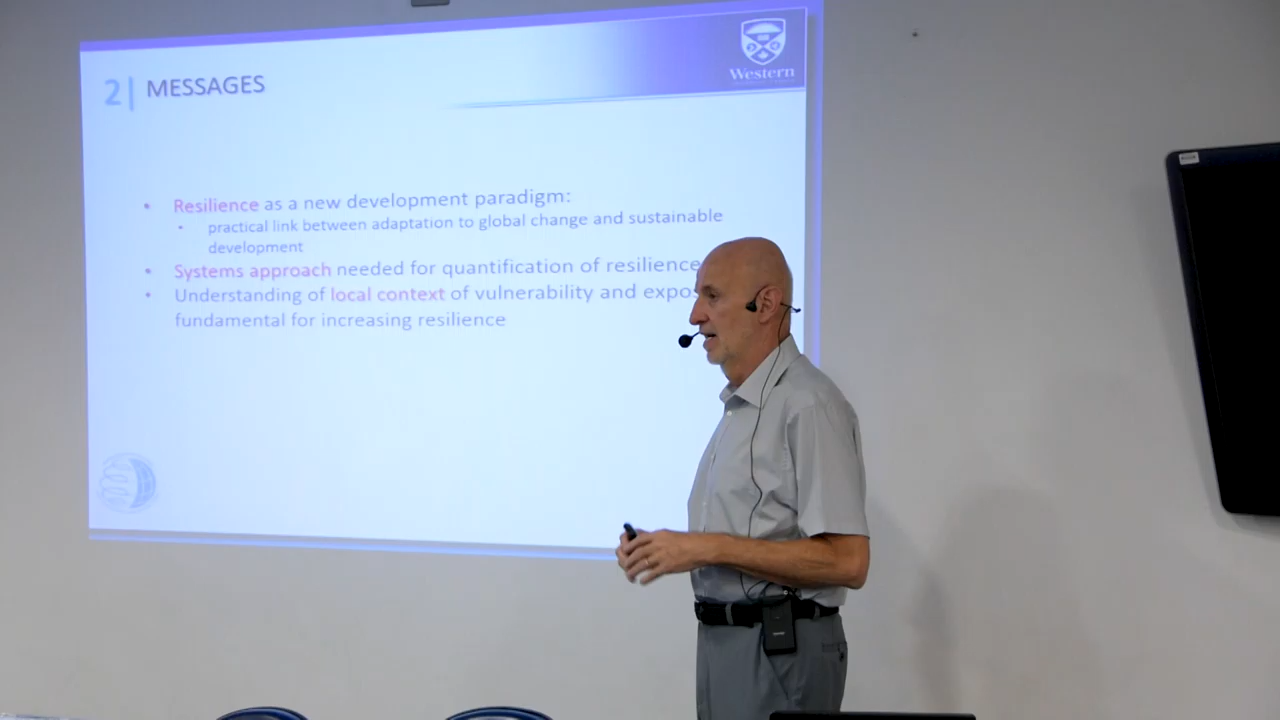 2| MESSAGES
Western
• Resilience as a new development paradigm:
• practical link between adaptation to global change and sustainable
development
• Systems approach needed for quantification of resilience
• Understanding of local context of vulnerability and expo
fundamental for increasing resilience